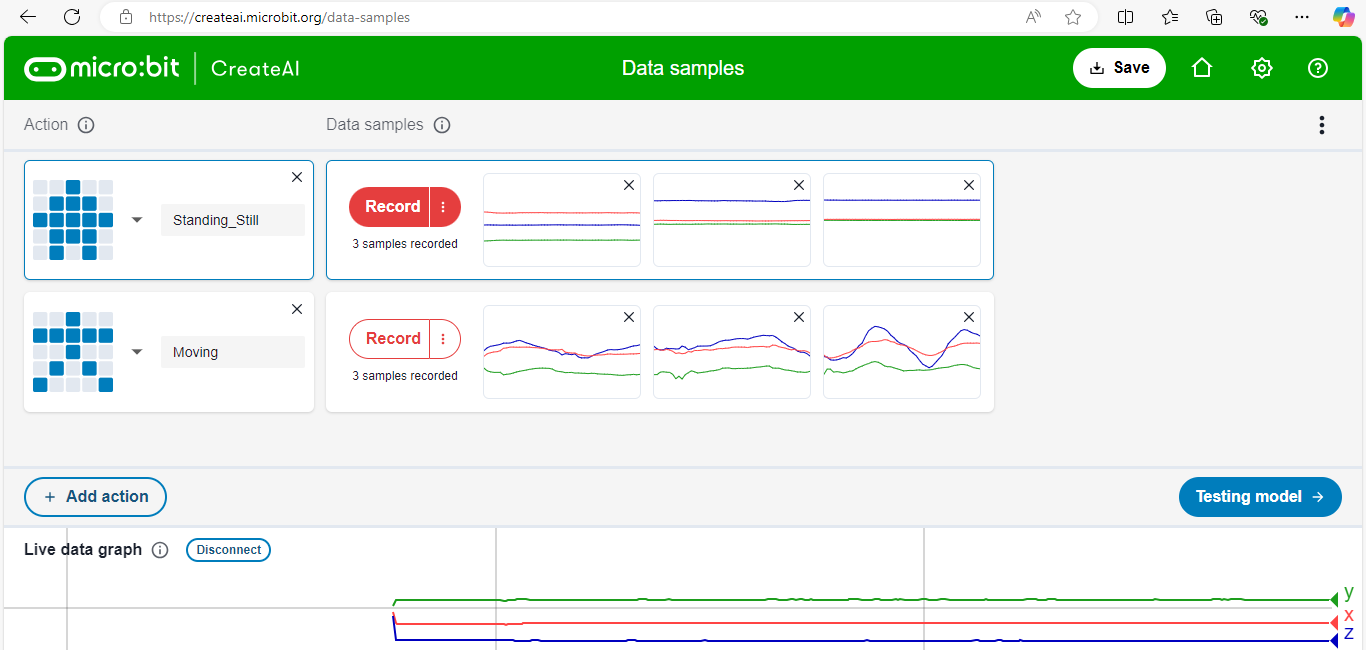 https://createai.microbit.org/data-samples
micro:bit CreateAI
Data samples
Save
Action
Data samples
Standing_Still
Record
3 samples recorded
Moving
Record
3 samples recorded
+ Add action
Testing model →
Live data graph
Disconnect
y
x
z